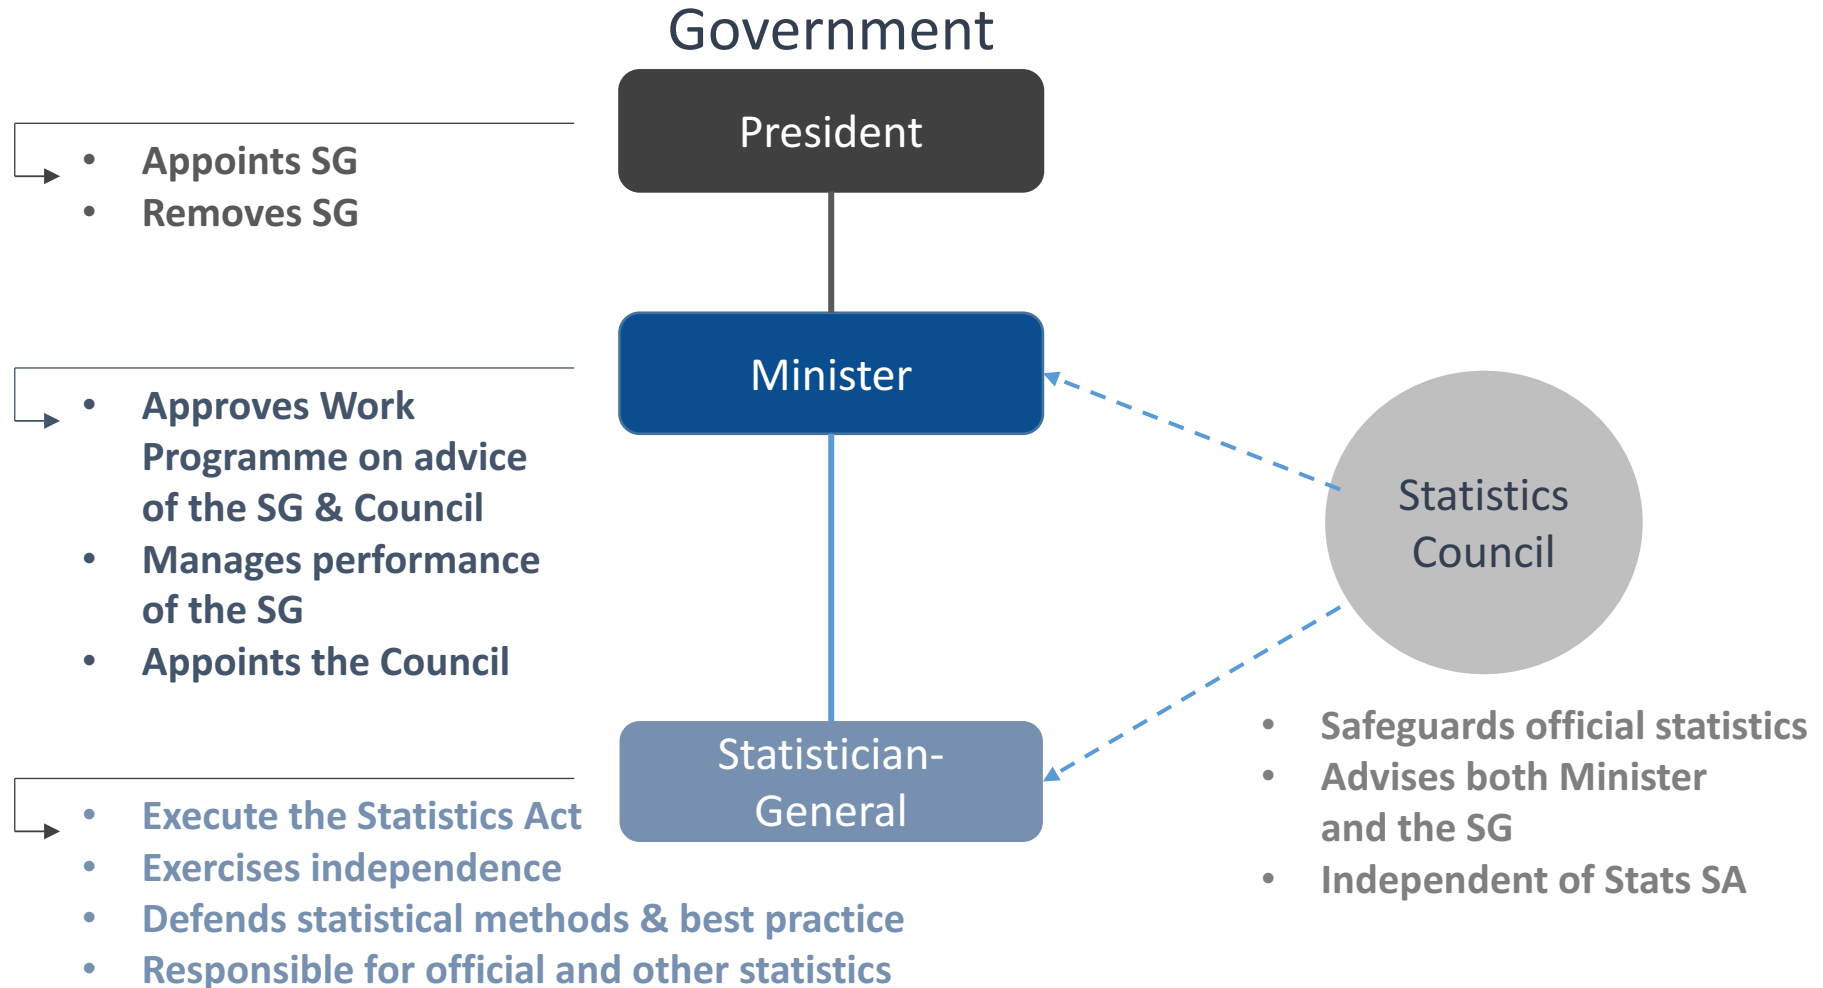 Government
President
• Appoints SG
• Removes SG
Minister
• Approves Work
Programme on advice
of the SG & Council
• Manages performance
of the SG
• Appoints the Council
Statistics
Council
Statistician-
General
• Execute the Statistics Act
• Exercises independence
• Defends statistical methods & best practice
• Responsible for official and other statistics
• Safeguards official statistics
• Advises both Minister
and the SG
• Independent of Stats SA